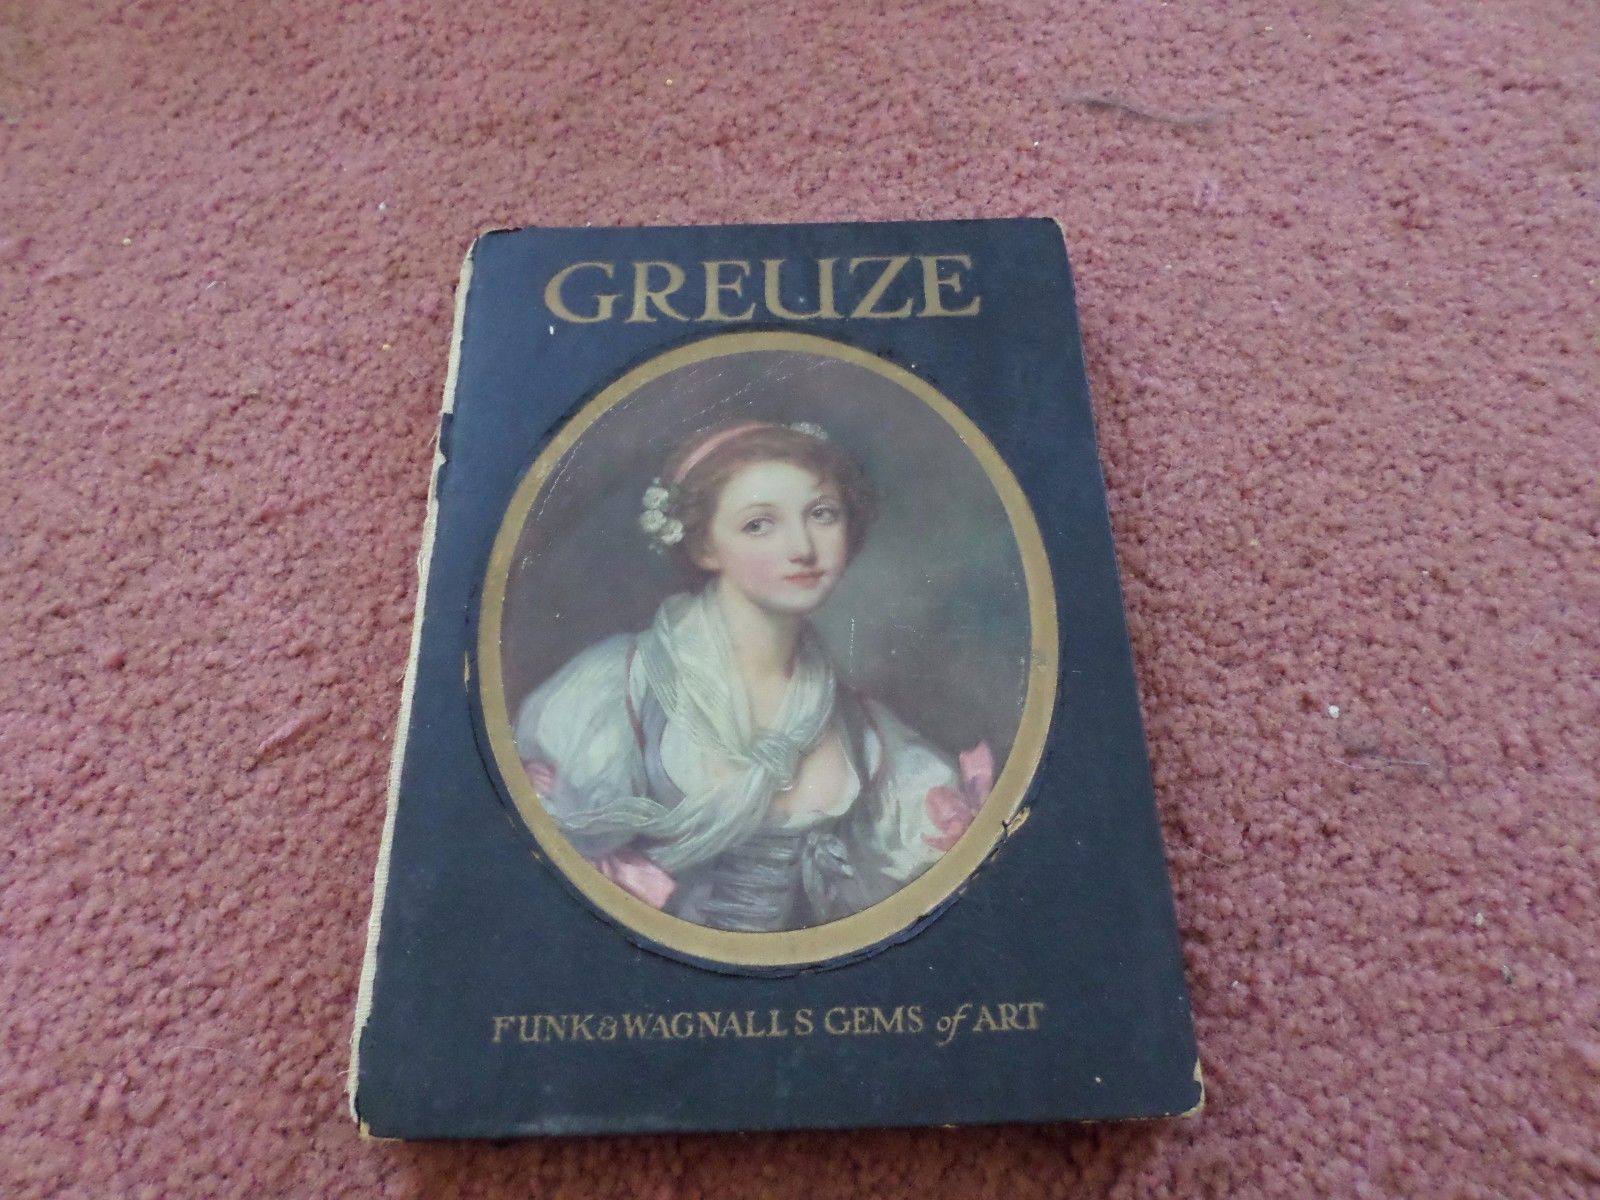 GREUZE
FUNK & WAGNALLS GEMS of ART